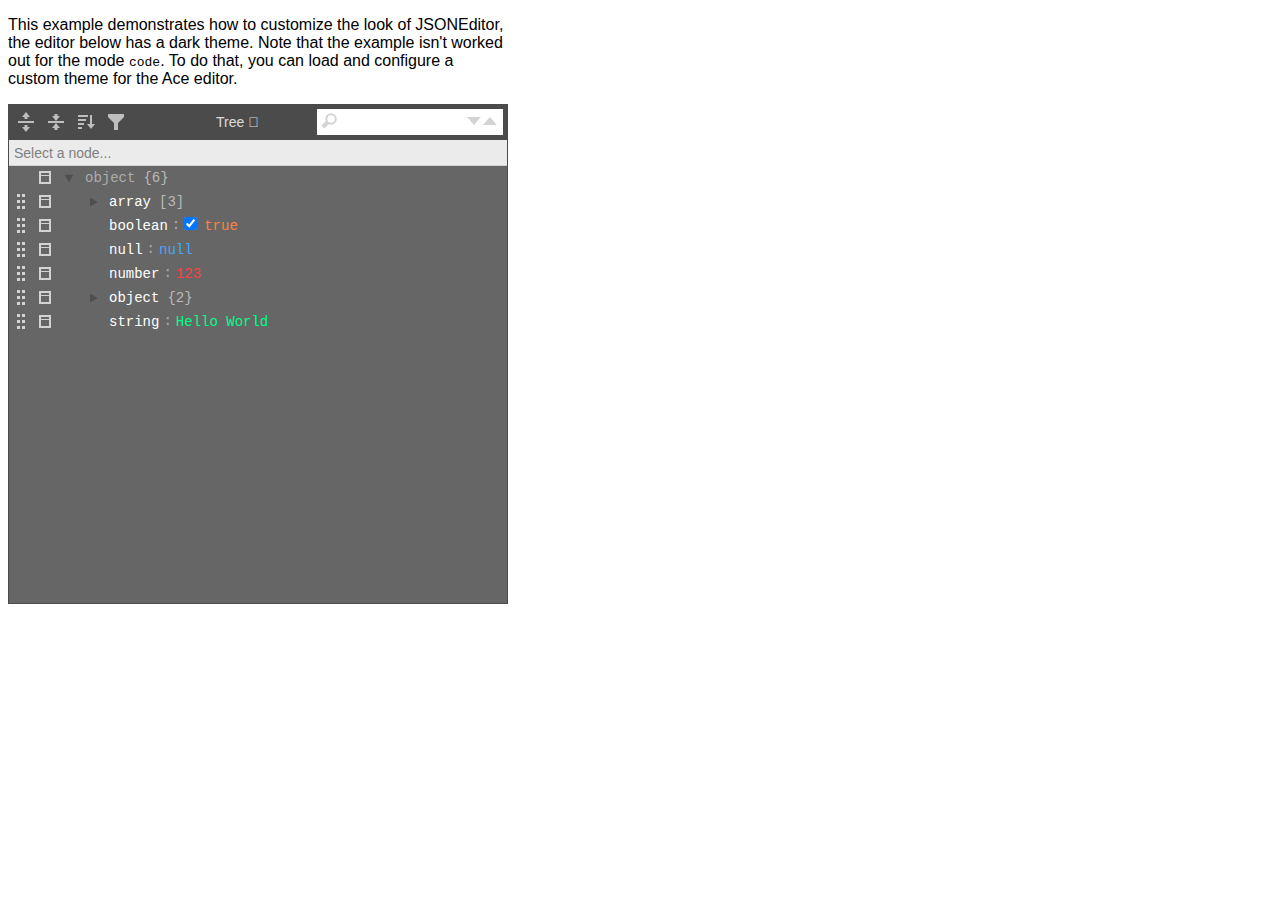 This example demonstrates how to customize the look of JSONEditor,
the editor below has a dark theme. Note that the example isn't worked
out for the mode code. To do that, you can load and configure a
custom theme for the Ace editor.
Tree
Select a node...
object {6}
array [3]
boolean : true
null : null
number : 123
object {2}
string : Hello World